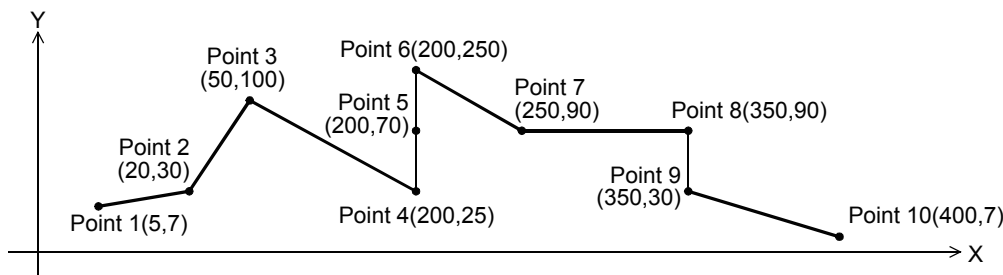 Y
Point 3
(50,100)
Point 6(200,250)
Point 7
(250,90)
Point 5
(200,70)
Point 8(350,90)
Point 2
(20,30)
Point 9
(350,30)
Point 1(5,7)
Point 4(200,25)
Point 10(400,7)
X